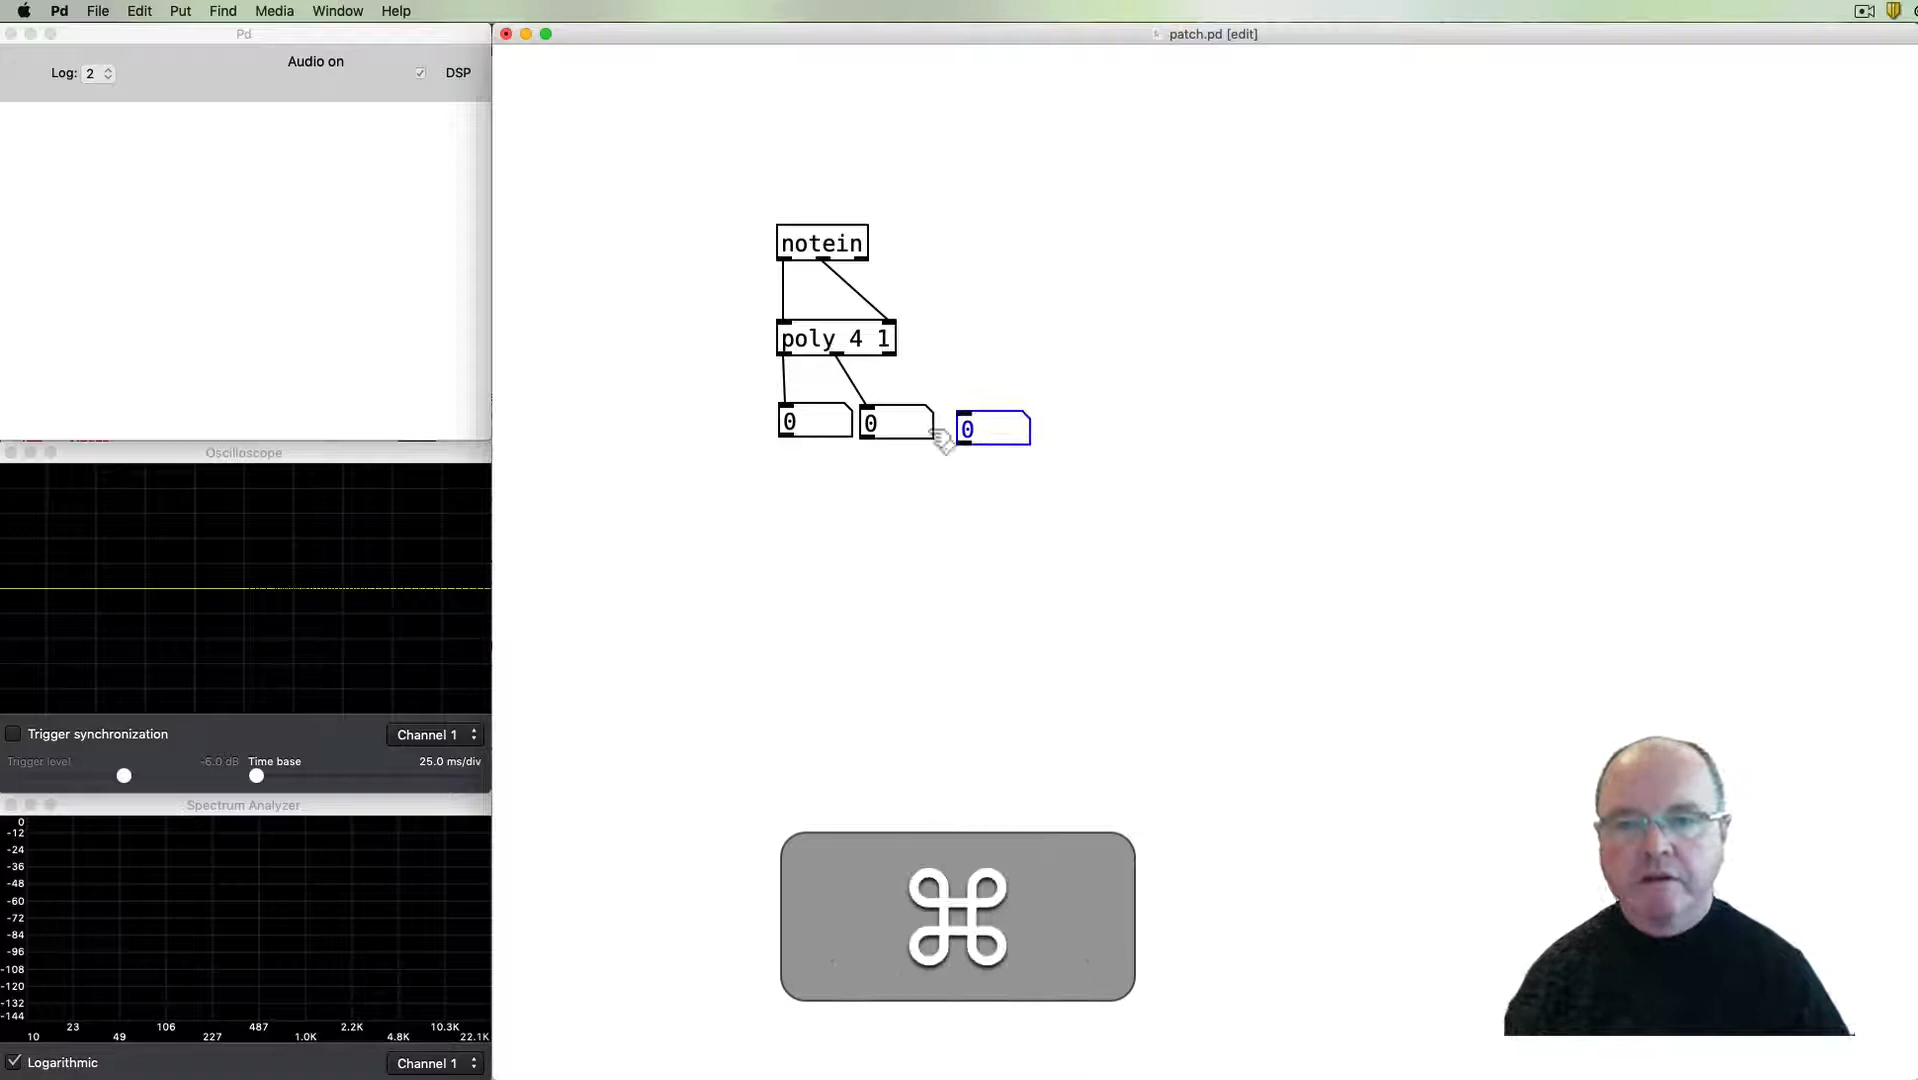 Pd File Edit Put Find Media Window Help
Pd
patch.pd [edit]
Audio on
Log: 2
DSP
notein
poly 4 1
0
0
0
Oscilloscope
Trigger synchronization
Channel 1
Trigger level
-6.0 dB
Time base
25.0 ms/div
Spectrum Analyzer
0
-12
-24
-36
-48
-60
-72
-84
-96
-108
-120
-132
-144
23 106 487 2.2K 10.3K
10 49 227 1.0K 4.8K 22.1K
Logarithmic
Channel 1